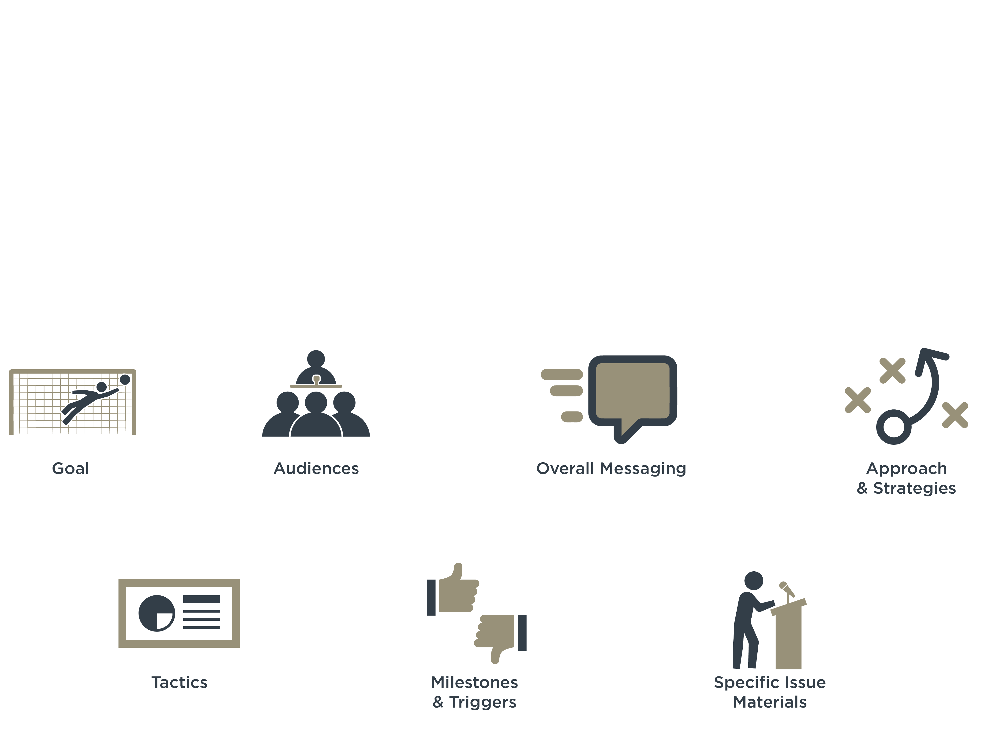 Goal
Audiences
Overall Messaging
Approach
& Strategies
Tactics
Milestones
& Triggers
Specific Issue
Materials